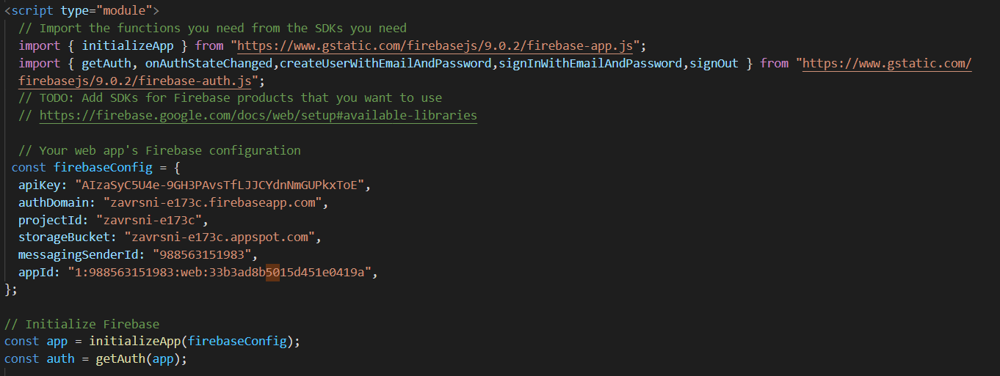 <script type="module">
// Import the functions you need from the SDKs you need
import { initializeApp } from "https://www.gstatic.com/firebasejs/9.0.2/firebase-app.js";
import { getAuth, onAuthStateChanged,createUserWithEmailAndPassword,signInWithEmailAndPassword,signOut } from "https://www.gstatic.com/
firebasejs/9.0.2/firebase-auth.js";
// TODO: Add SDKs for Firebase products that you want to use
// https://firebase.google.com/docs/web/setup#available-libraries
// Your web app's Firebase configuration
const firebaseConfig = {
apiKey: "AIzaSyC5U4e-9GH3PAvsTfLJJCYdnNmGUPkxToE",
authDomain: "zavrsni-e173c.firebaseapp.com",
projectId: "zavrsni-e173c",
storageBucket: "zavrsni-e173c.appspot.com",
messagingSenderId: "988563151983",
appId: "1:988563151983:web:33b3ad8b5015d451e0419a",
};
// Initialize Firebase
const app = initializeApp(firebaseConfig);
const auth = getAuth(app);